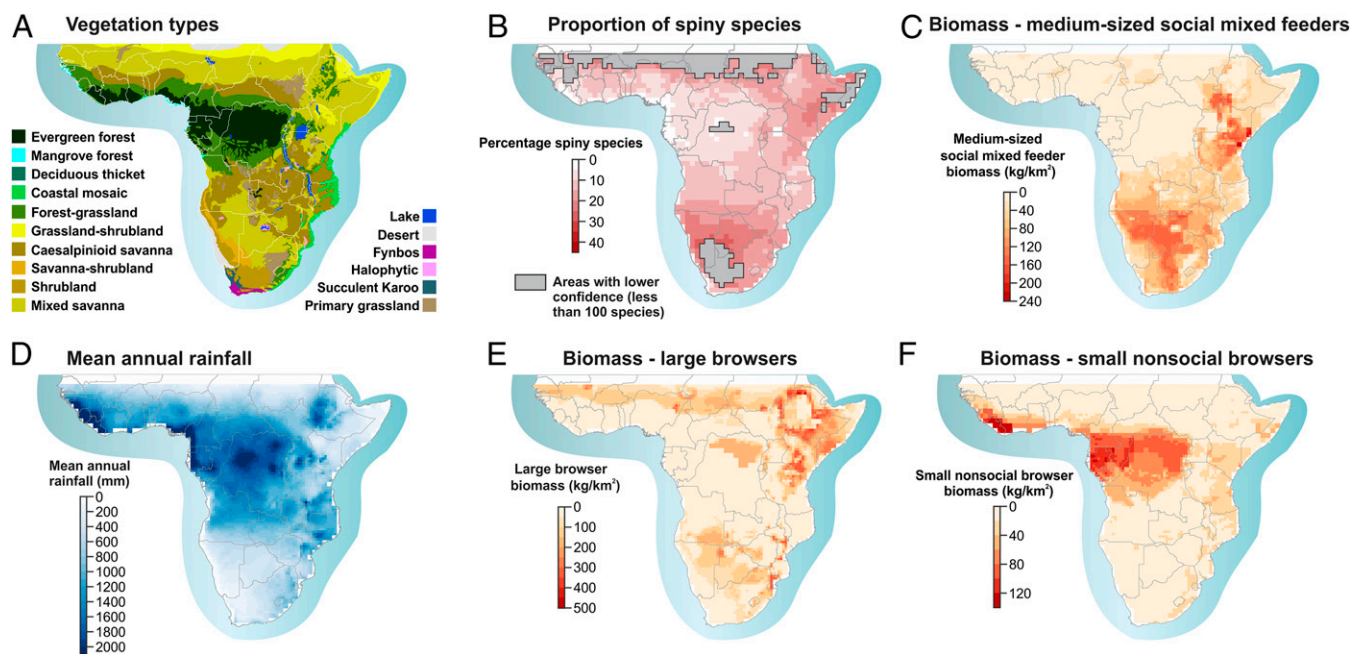 A Vegetation types
Evergreen forest
Mangrove forest
Deciduous thicket
Coastal mosaic
Forest-grassland
Grassland-shrubland
Caesalpinioid savanna
Savanna-shrubland
Shrubland
Mixed savanna
Lake
Desert
Fynbos
Halophytic
Succulent Karoo
Primary grassland
B Proportion of spiny species
Percentage spiny species
0
10
20
30
40
Areas with lower
confidence (less
than 100 species)
C Biomass - medium-sized social mixed feeders
Medium-sized
social mixed feeder
biomass (kg/km²)
0
40
80
120
160
200
240
D Mean annual rainfall
Mean annual
rainfall (mm)
0
200
400
600
800
1000
1200
1400
1600
1800
2000
E Biomass - large browsers
Large browser
biomass (kg/km²)
0
100
200
300
400
500
F Biomass - small nonsocial browsers
Small nonsocial browser
biomass (kg/km²)
0
40
80
120